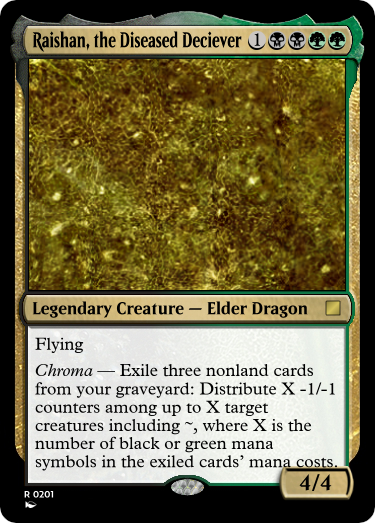 Raishan, the Diseased Deciever 1
Legendary Creature — Elder Dragon
Flying
Chroma — Exile three nonland cards
from your graveyard: Distribute X -1/-1
counters among up to X target
creatures including ~, where X is the
number of black or green mana
symbols in the exiled cards' mana costs.
4/4
R 0201